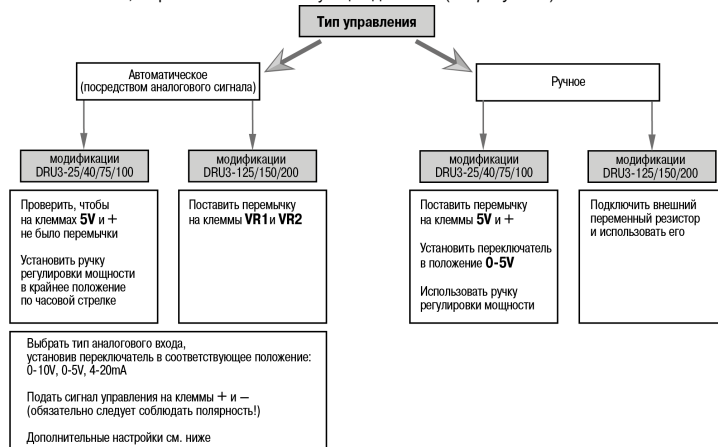 Тип управления
Автоматическое
(посредством аналогового сигнала)
Ручное
модификации
DRU3-25/40/75/100
модификации
DRU3-125/150/200
модификации
DRU3-25/40/75/100
модификации
DRU3-125/150/200
Проверить, чтобы
на клеммах 5V и +
не было перемычки
Установить ручку
регулировки мощности
в крайнее положение
по часовой стрелке
Поставить перемычку
на клеммы VR1 и VR2
Поставить перемычку
на клеммы 5V и +
Установить переключатель
в положение 0-5V
Использовать ручку
регулировки мощности
Подключить внешний
переменный резистор
и использовать его
Выбрать тип аналогового входа,
установив переключатель в соответствующее положение:
0-10V, 0-5V, 4-20mA
Подать сигнал управления на клеммы + и —
(обязательно следует соблюдать полярность!)
Дополнительные настройки см. ниже